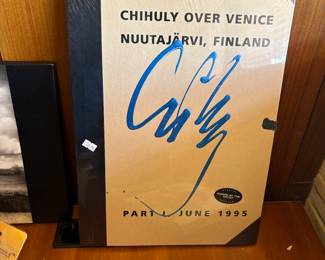 CHIHULY OVER VENICE
NUUTAJÄRVI, FINLAND
PART I JUNE 1995